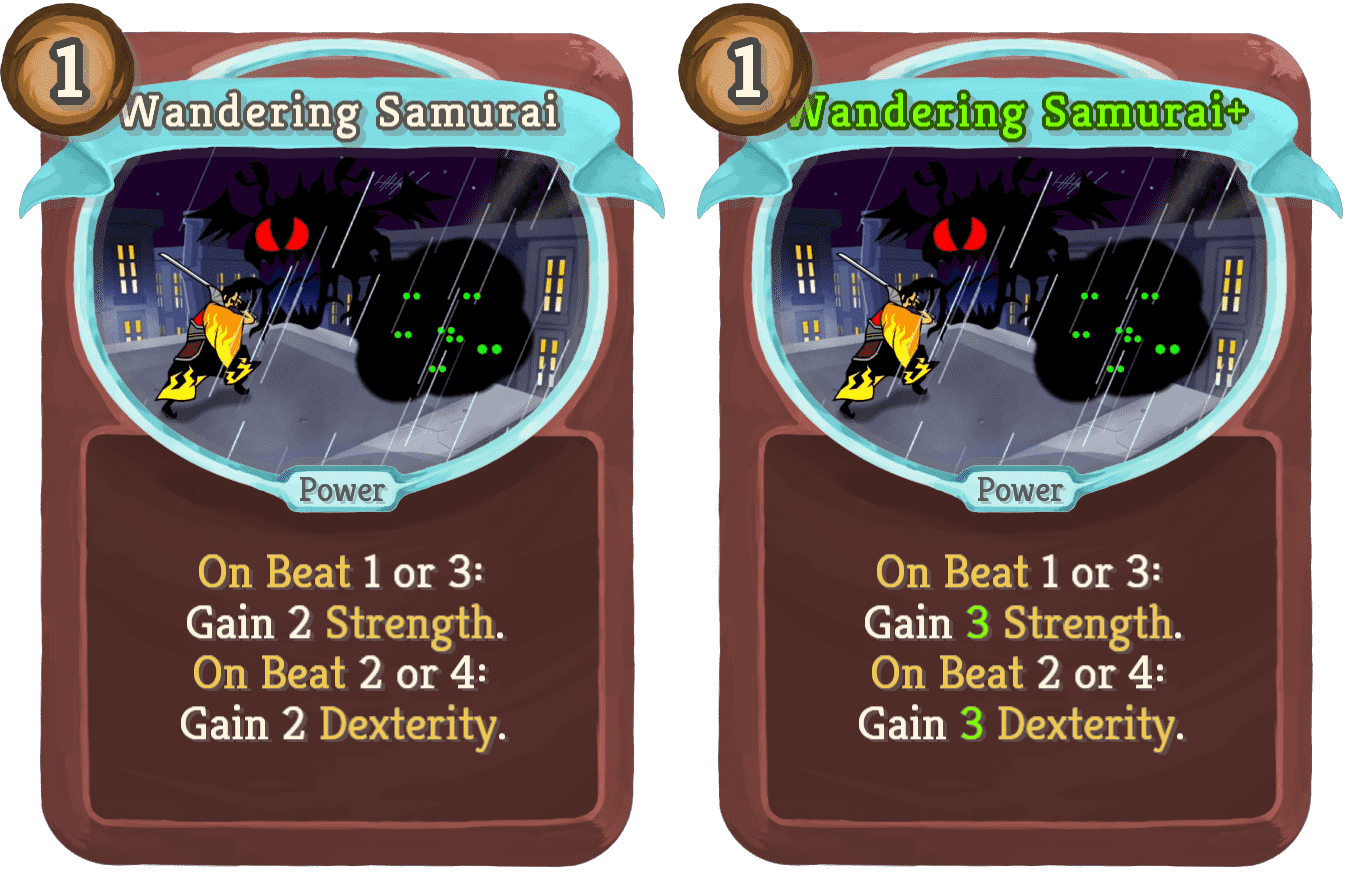 1
Wandering Samurai
Power
On Beat 1 or 3:
Gain 2 Strength.
On Beat 2 or 4:
Gain 2 Dexterity.
1
Wandering Samurai+
Power
On Beat 1 or 3:
Gain 3 Strength.
On Beat 2 or 4:
Gain 3 Dexterity.